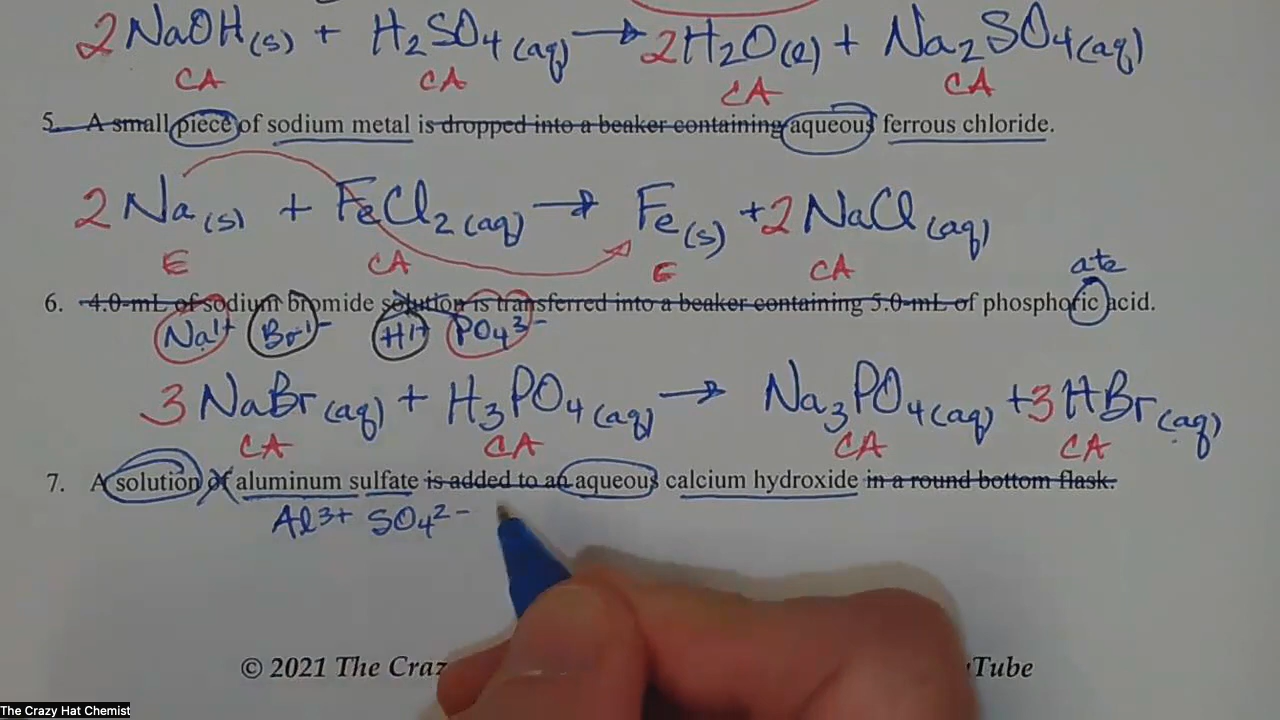 2NaOH(s) + H2SO4(aq) → 2H2O(l) + Na2SO4(aq)
CA CA CA CA
5. A small piece of sodium metal is dropped into a beaker containing aqueous ferrous chloride.
2Na(s) + FeCl2(aq) → Fe(s) + 2NaCl(aq)
E CA E CA
ate
6. 4.0-mL of sodium bromide solution is transferred into a beaker containing 5.0-mL of phosphoric acid.
Na1+ Br1- H1+ PO43-
3NaBr(aq) + H3PO4(aq) → Na3PO4(aq) + 3HBr(aq)
CA CA CA CA
7. A solution of aluminum sulfate is added to an aqueous calcium hydroxide in a round bottom flask.
Al3+ SO42-
© 2021 The Craz
Tube
The Crazy Hat Chemist